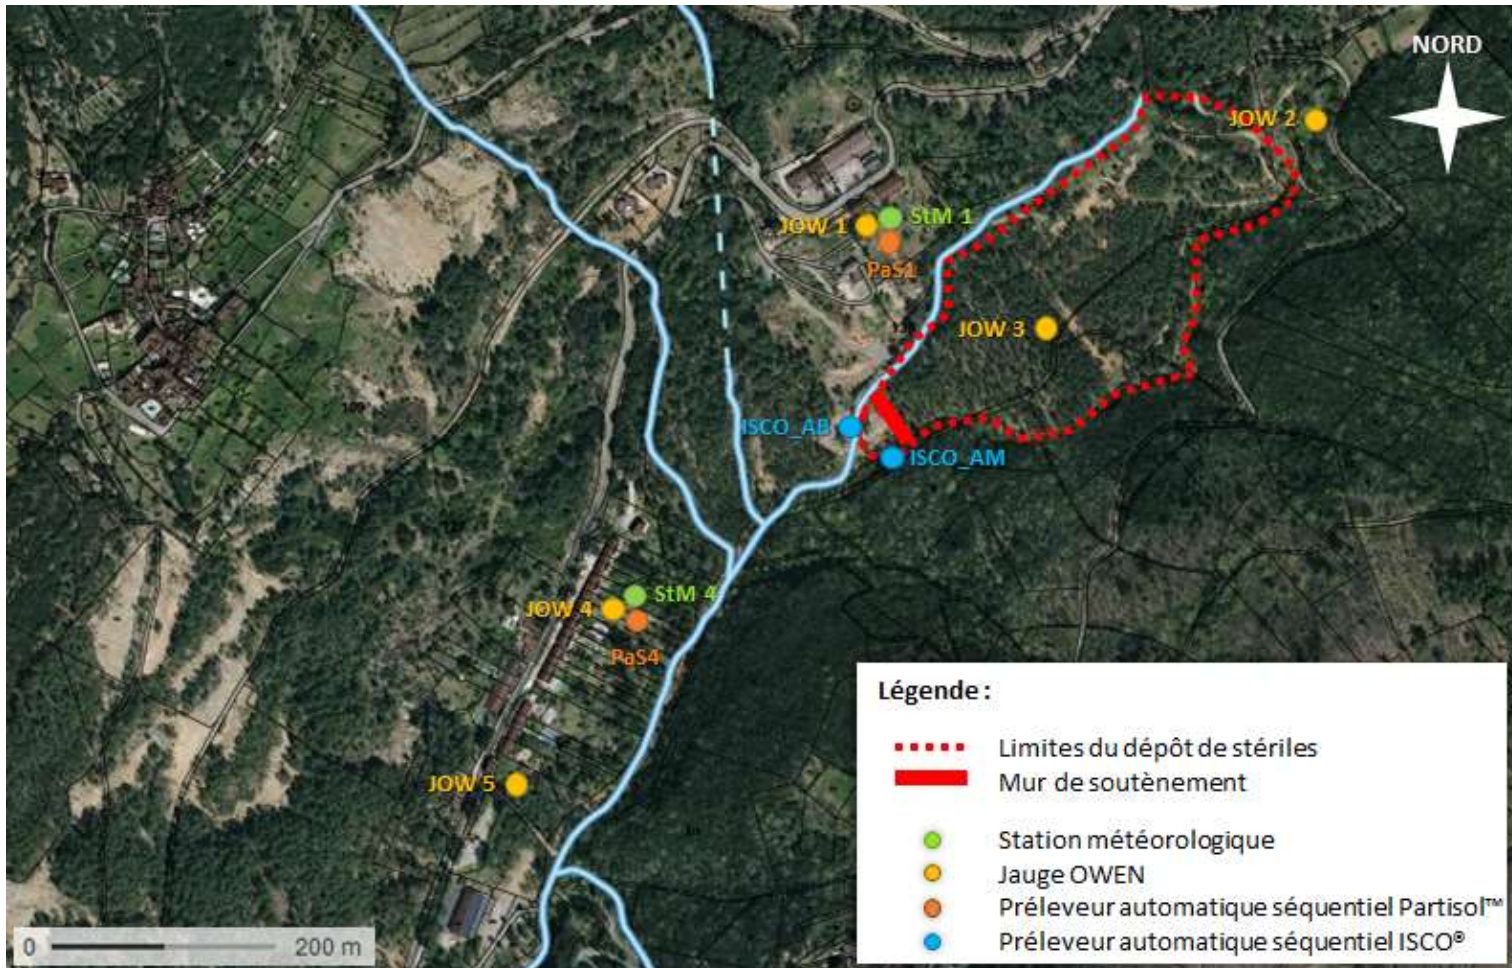 NORD
JOW 2
JOW 1
StM 1
PaS1
JOW 3
ISCO_AB
ISCO_AM
StM 4
JOW 4
PaS4
JOW 5
Légende :
Limites du dépôt de stériles
Mur de soutènement
Station météorologique
Jauge OWEN
Préleveur automatique séquentiel Partisol™
Préleveur automatique séquentiel ISCO®
0 200 m